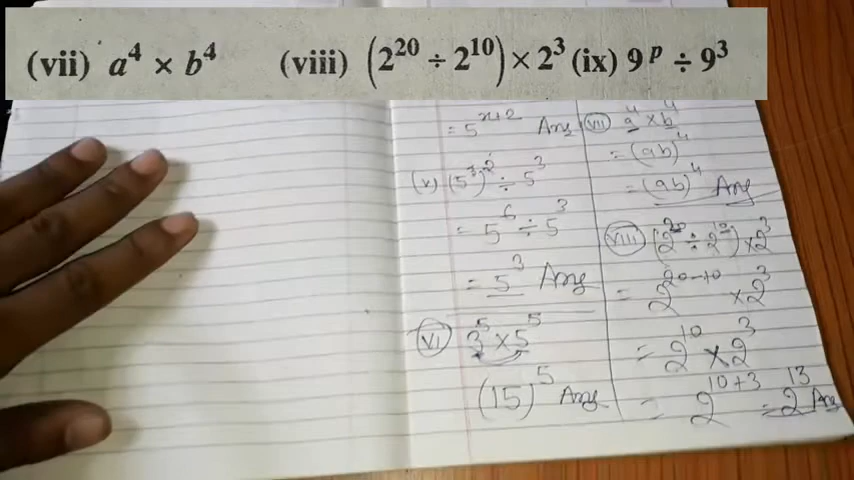 (vii) a⁴ × b⁴ (viii) (2²⁰ ÷ 2¹⁰) × 2³ (ix) 9ᵖ ÷ 9³
= 5ˣ⁺² Ans
(v) (5³)² ÷ 5³
= 5⁶ ÷ 5³
= 5³ Ans
VI 3⁵ × 5⁵
(15)⁵ Ans
VII a⁴ × b⁴
= (ab)⁴
= (ab)⁴ Ans
VIII (2²⁰ ÷ 2¹⁰) × 2³
= 2²⁰⁻¹⁰ × 2³
= 2¹⁰ × 2³
= 2¹⁰⁺³ = 2¹³ Ans